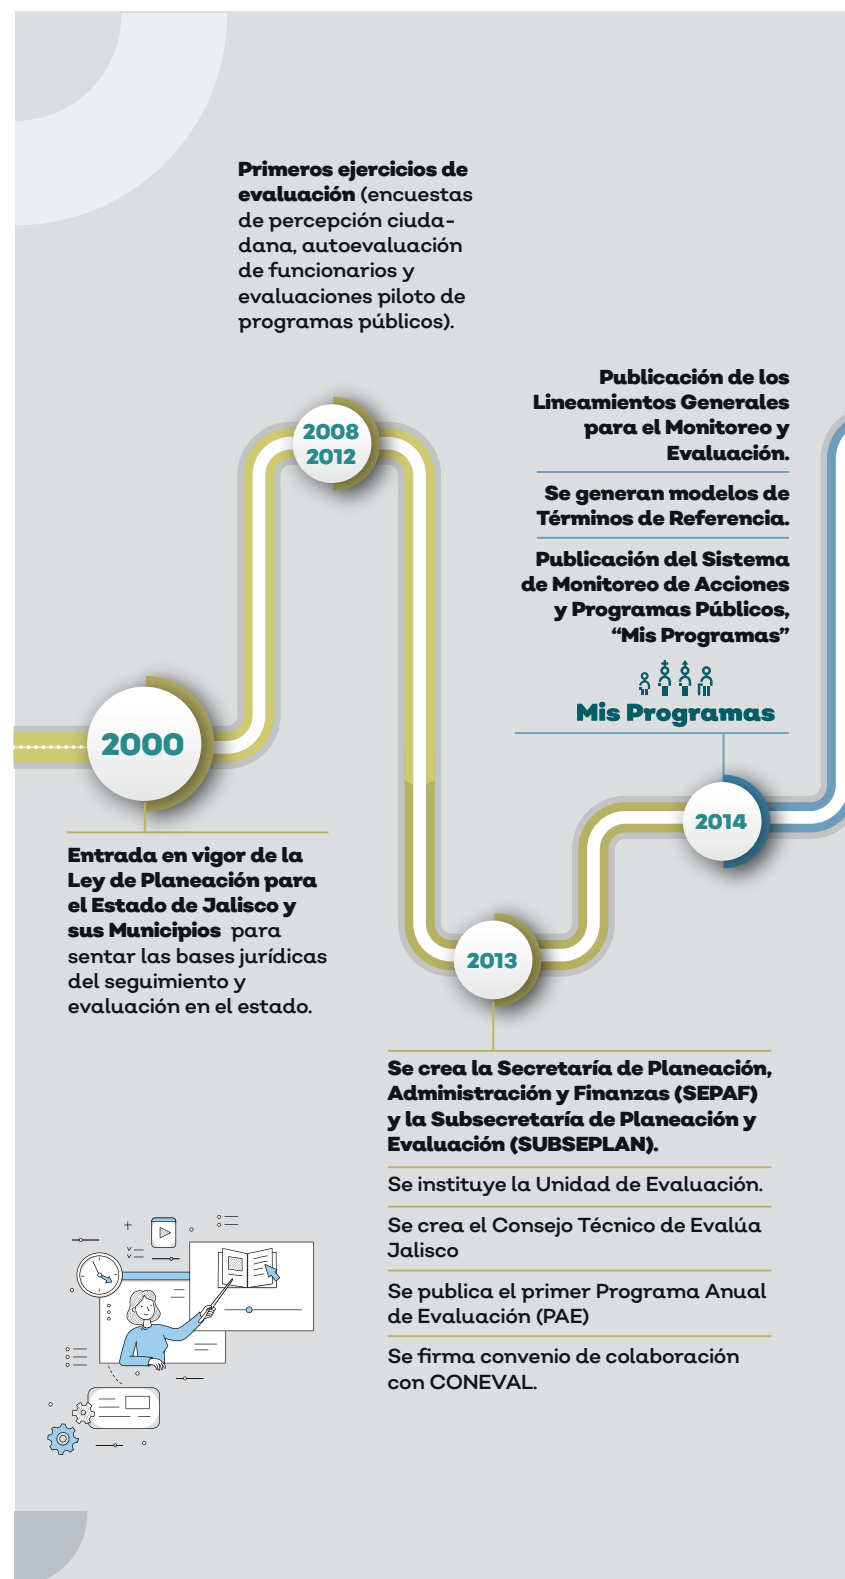 Primeros ejercicios de
evaluación (encuestas
de percepción ciuda-
dana, autoevaluación
de funcionarios y
evaluaciones piloto de
programas públicos).
2008
2012
2000
Entrada en vigor de la
Ley de Planeación para
el Estado de Jalisco y
sus Municipios para
sentar las bases jurídicas
del seguimiento y
evaluación en el estado.
2013
Se crea la Secretaría de Planeación,
Administración y Finanzas (SEPAF)
y la Subsecretaría de Planeación y
Evaluación (SUBSEPLAN).
Se instituye la Unidad de Evaluación.
Se crea el Consejo Técnico de Evalúa
Jalisco
Se publica el primer Programa Anual
de Evaluación (PAE)
Se firma convenio de colaboración
con CONEVAL.
Publicación de los
Lineamientos Generales
para el Monitoreo y
Evaluación.
Se generan modelos de
Términos de Referencia.
Publicación del Sistema
de Monitoreo de Acciones
y Programas Públicos,
“Mis Programas”
Mis Programas
2014